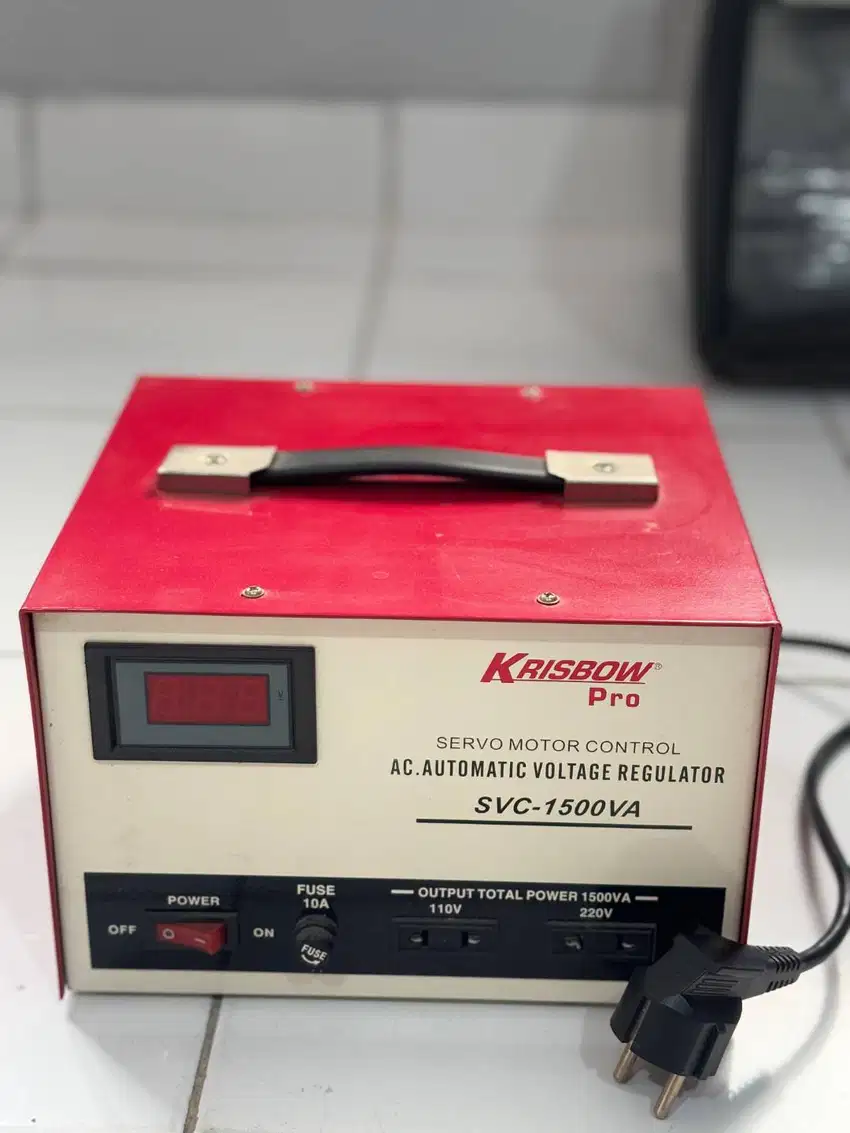 KRISBOW®
Pro
SERVO MOTOR CONTROL
AC.AUTOMATIC VOLTAGE REGULATOR
SVC-1500VA
V
POWER
OFF
ON
FUSE
10A
FUSE
OUTPUT TOTAL POWER 1500VA
110V
220V